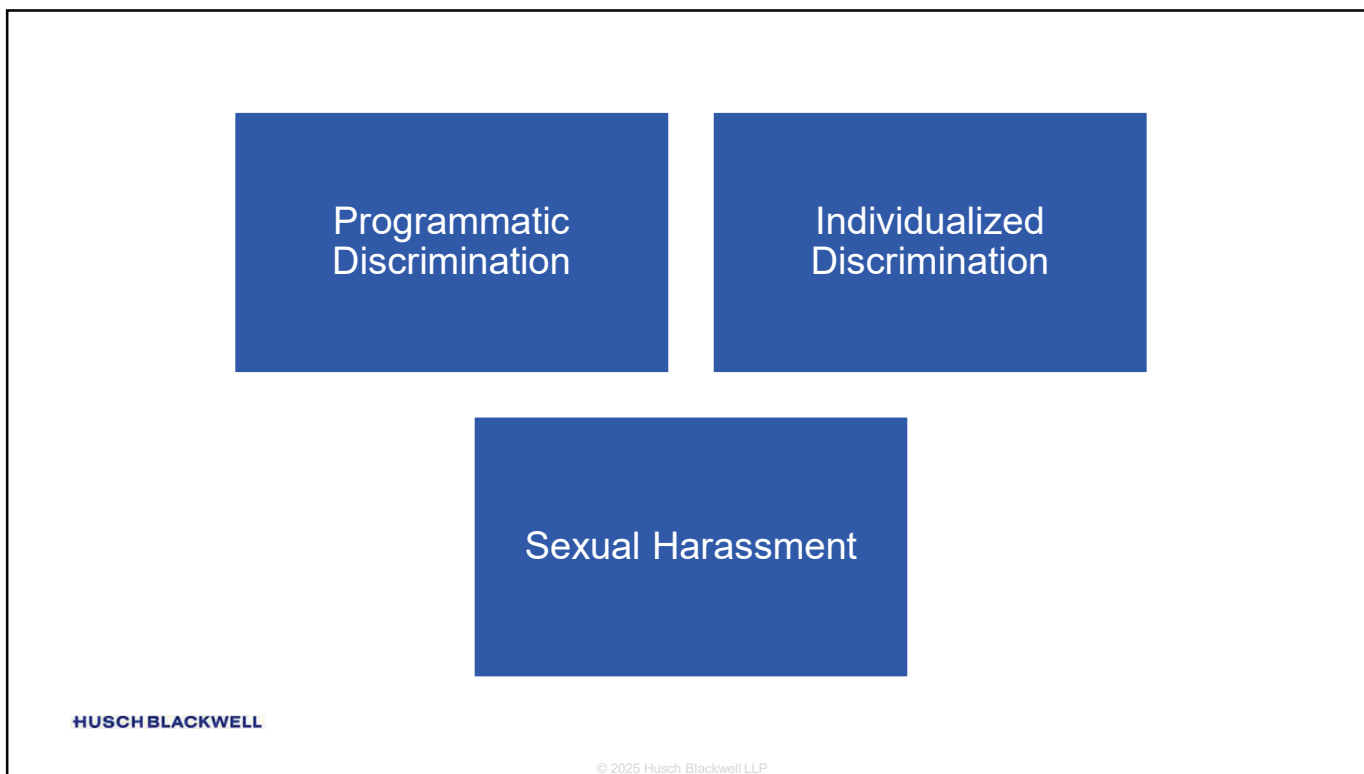 Programmatic
Discrimination
Individualized
Discrimination
Sexual Harassment
HUSCH BLACKWELL
© 2025 Husch Blackwell LLP